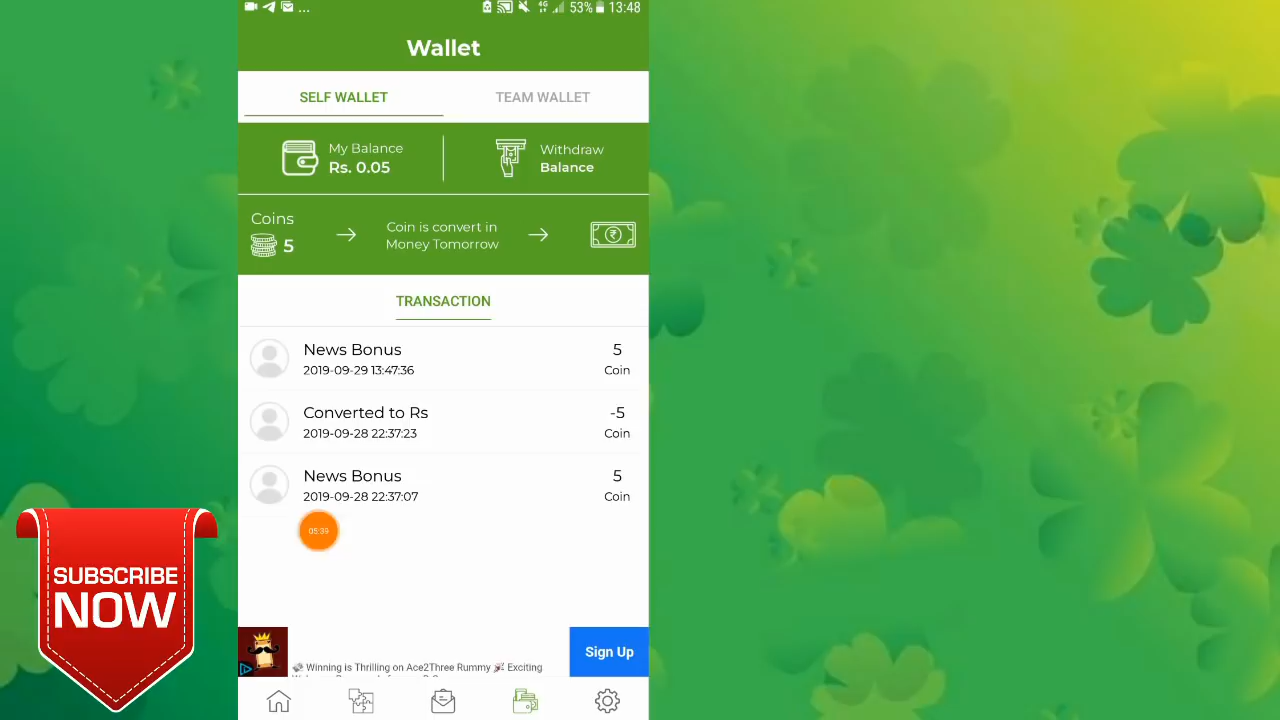 ... 4G 53% 13:48
Wallet
SELF WALLET TEAM WALLET
My Balance
Rs. 0.05
Withdraw
Balance
Coins
5
Coin is convert in
Money Tomorrow
TRANSACTION
News Bonus 5
2019-09-29 13:47:36 Coin
Converted to Rs -5
2019-09-28 22:37:23 Coin
News Bonus 5
2019-09-28 22:37:07 Coin
05:39
SUBSCRIBE
NOW
Winning is Thrilling on Ace2Three Rummy 🎉 Exciting
Sign Up